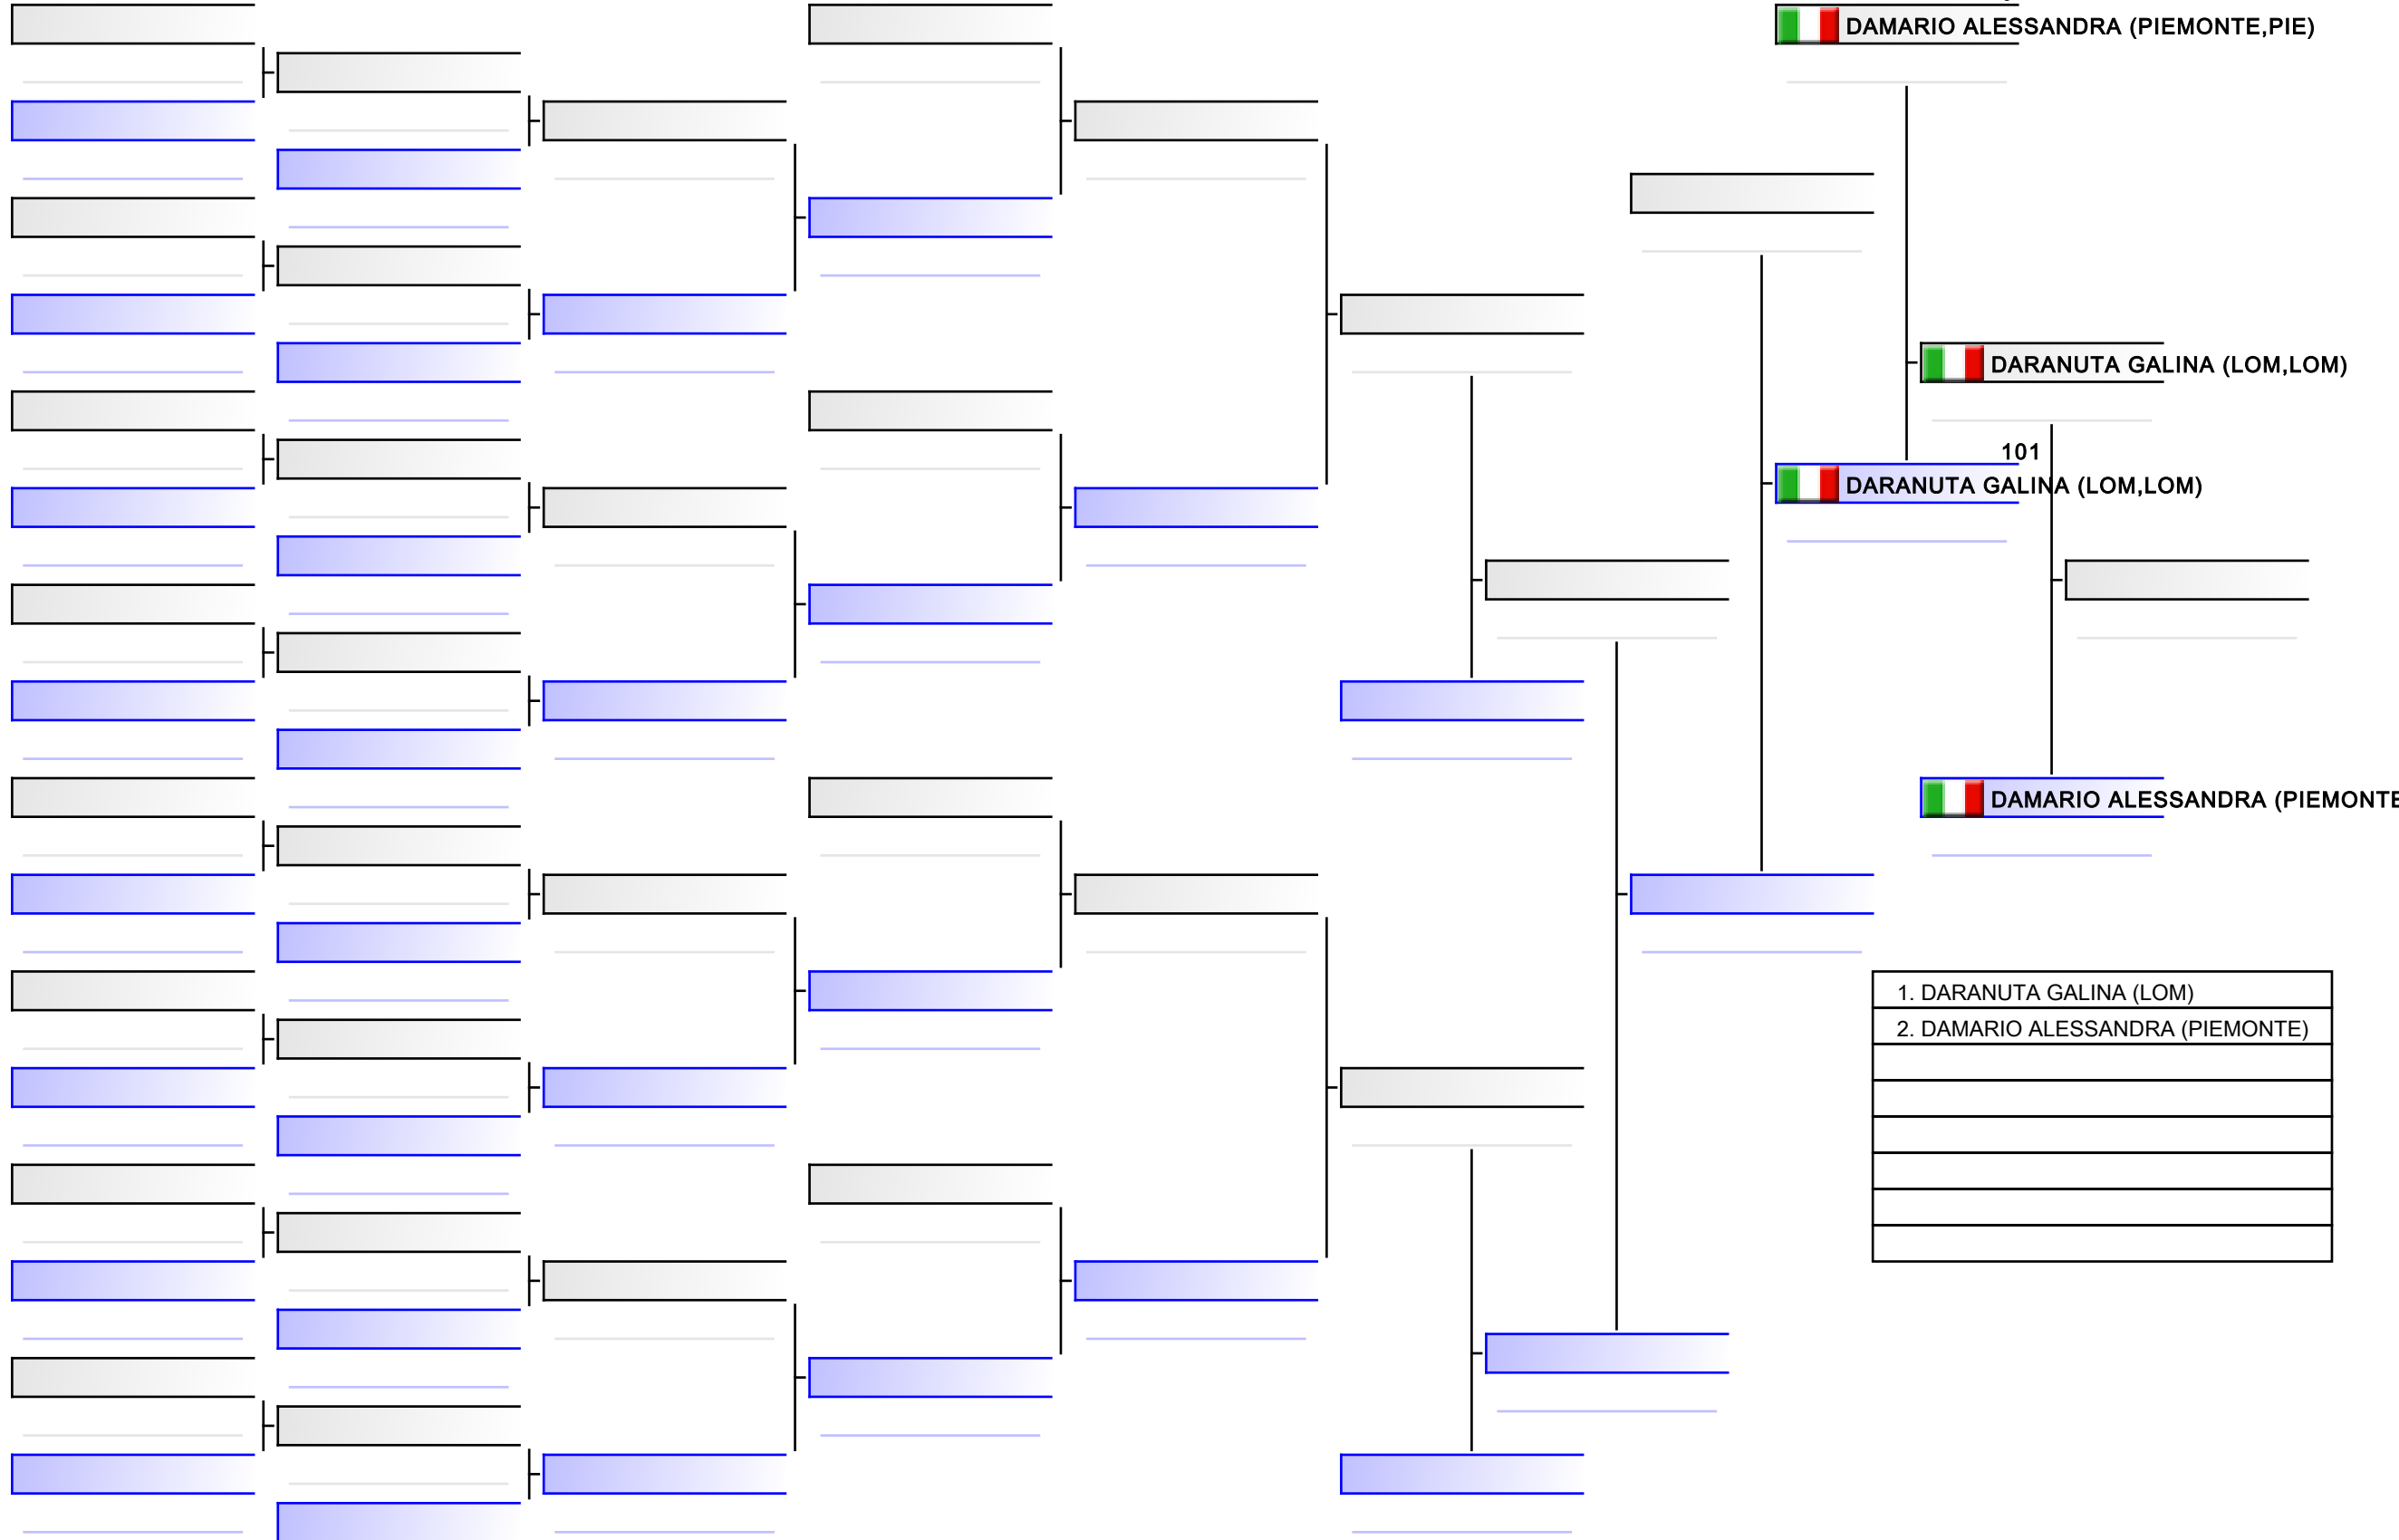 DAMARIO ALESSANDRA (PIEMONTE,PIE)
DARANUTA GALINA (LOM,LOM)
101
DARANUTA GALINA (LOM,LOM)
DAMARIO ALESSANDRA (PIEMONTE
1. DARANUTA GALINA (LOM)
2. DAMARIO ALESSANDRA (PIEMONTE)